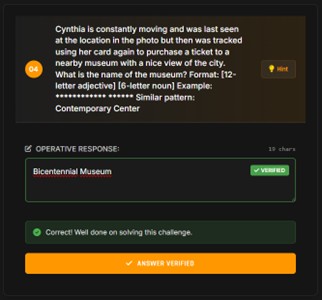 Cynthia is constantly moving and was last seen
at the location in the photo but then was tracked
using her card again to purchase a ticket to a
nearby museum with a nice view of the city.
04
What is the name of the museum? Format: [12-
Hint
letter adjective] [6-letter noun] Example:
************ ****** Similar pattern:
Contemporary Center
OPERATIVE RESPONSE:
19 chars
Bicentennial Museum
VERIFIED
Correct! Well done on solving this challenge.
ANSWER VERIFIED